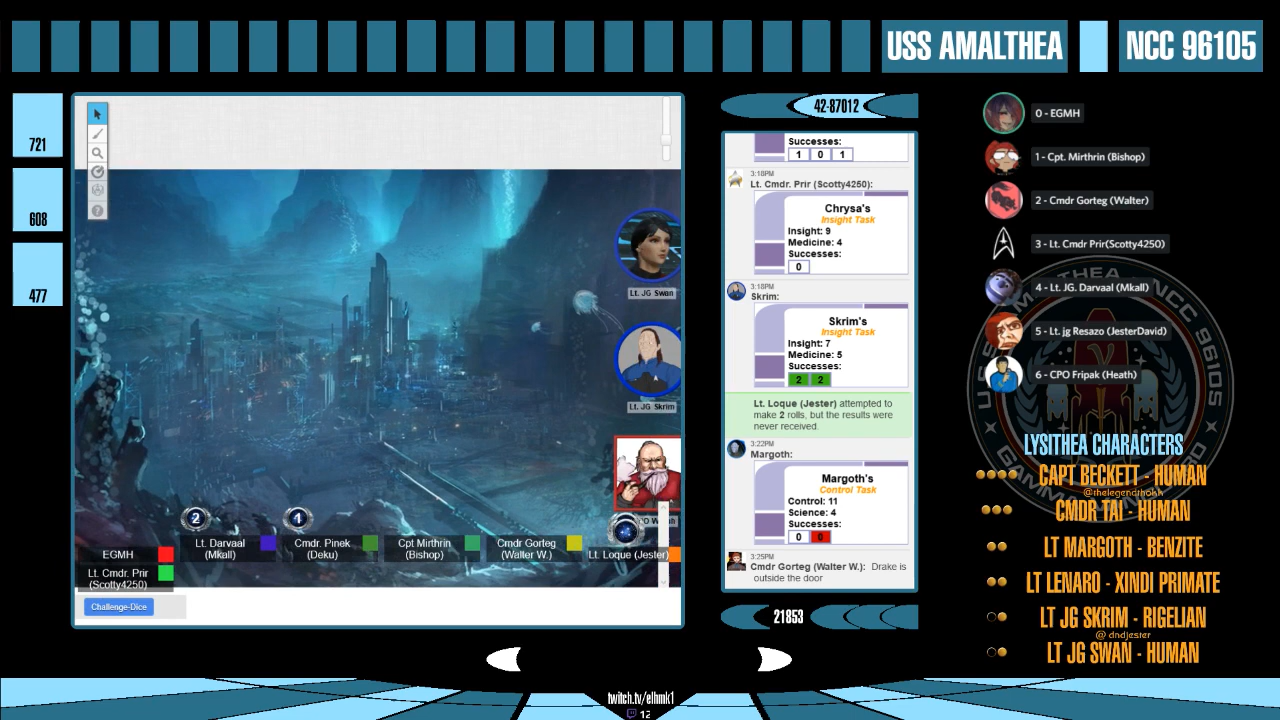 USS AMALTHEA
NCC 96105
721
608
477
Lt. JG Swan
Lt. JG Skrim
2
1
EGMH
Lt. Darvaal
(Mkall)
Cmdr. Pinek
(Deku)
Cpt Mirthrin
(Bishop)
Cmdr Gorteg
(Walter W.)
Lt. Loque (Jester)
Lt. Cmdr. Prir
(Scotty4250)
Challenge-Dice
42-87012
Successes:
1 0 1
3:18PM
Lt. Cmdr. Prir (Scotty4250):
Chrysa's
Insight Task
Insight: 9
Medicine: 4
Successes:
0
3:18PM
Skrim:
Skrim's
Insight Task
Insight: 7
Medicine: 5
Successes:
2 2
Lt. Loque (Jester) attempted to
make 2 rolls, but the results were
never received.
3:22PM
Margoth:
Margoth's
Control Task
Control: 11
Science: 4
Successes:
0 0
3:25PM
Cmdr Gorteg (Walter W.): Drake is
outside the door
21853
0 - EGMH
1 - Cpt. Mirthrin (Bishop)
2 - Cmdr Gorteg (Walter)
3 - Lt. Cmdr Prir(Scotty4250)
4 - Lt. JG. Darvaal (Mkall)
5 - Lt. jg Resazo (JesterDavid)
6 - CPO Fripak (Heath)
LYSITHEA CHARACTERS
CAPT BECKETT - HUMAN
CMDR TAI - HUMAN
LT MARGOTH - BENZITE
LT LENARO - XINDI PRIMATE
LT JG SKRIM - RIGELIAN
@dndjester
LT JG SWAN - HUMAN
twitch.tv/elhmk1
12